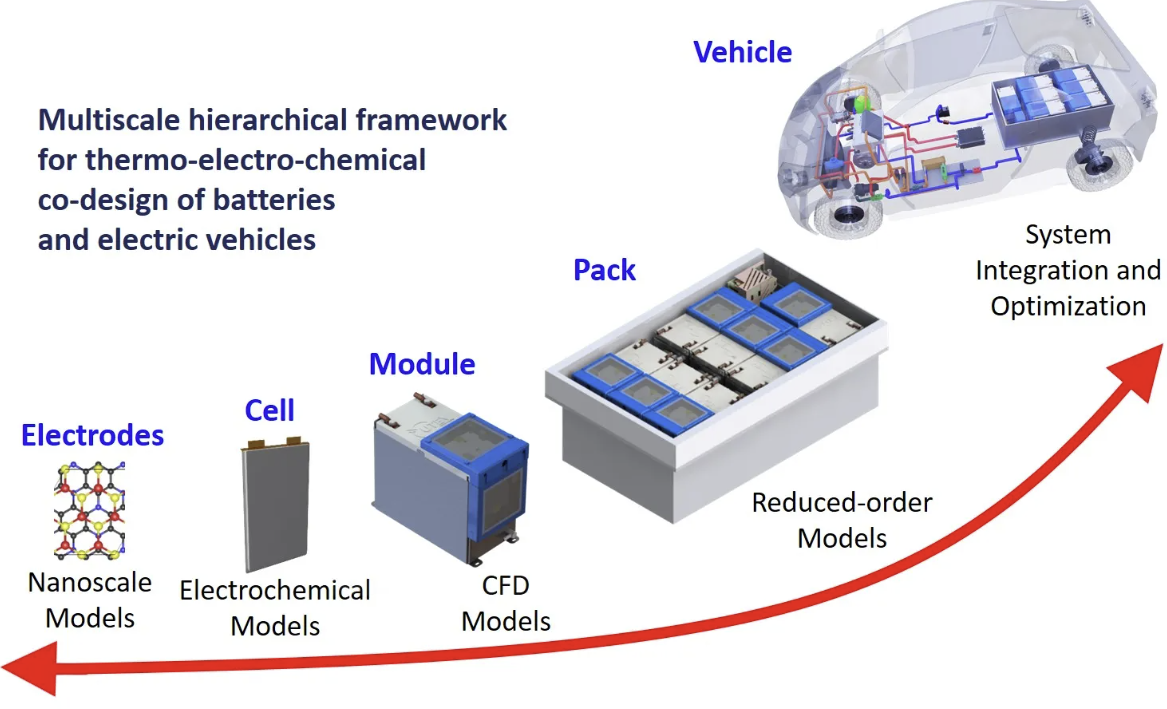 Multiscale hierarchical framework
for thermo-electro-chemical
co-design of batteries
and electric vehicles
Electrodes
Nanoscale
Models
Cell
Electrochemical
Models
Module
CFD
Models
Pack
Reduced-order
Models
Vehicle
System
Integration and
Optimization